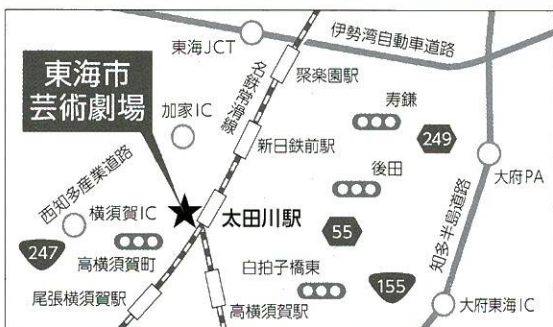 伊勢湾自動車道路
東海JCT
東海市
芸術劇場
名鉄常滑線
聚楽園駅
加家IC
寿鎌
249
新日鉄前駅
後田
大府PA
西知多産業道路
横須賀IC
太田川駅
知多半島道路
247
高横須賀町
55
白拍子橋東
155
尾張横須賀駅
高横須賀駅
大府東海IC